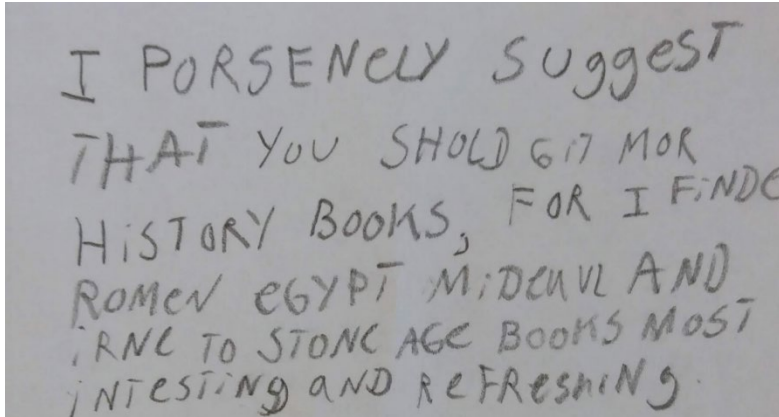 I PORSENELY SUggEST
THAT YOU SHOLD GiT MOR
HiSTORY BOOKS, FOR I FiNDE
ROMEN EGYPT MiDEUVL AND
iRNE TO STONE AGE BOOKS MOST
iNTESTiNg aND ReFReshiNg.